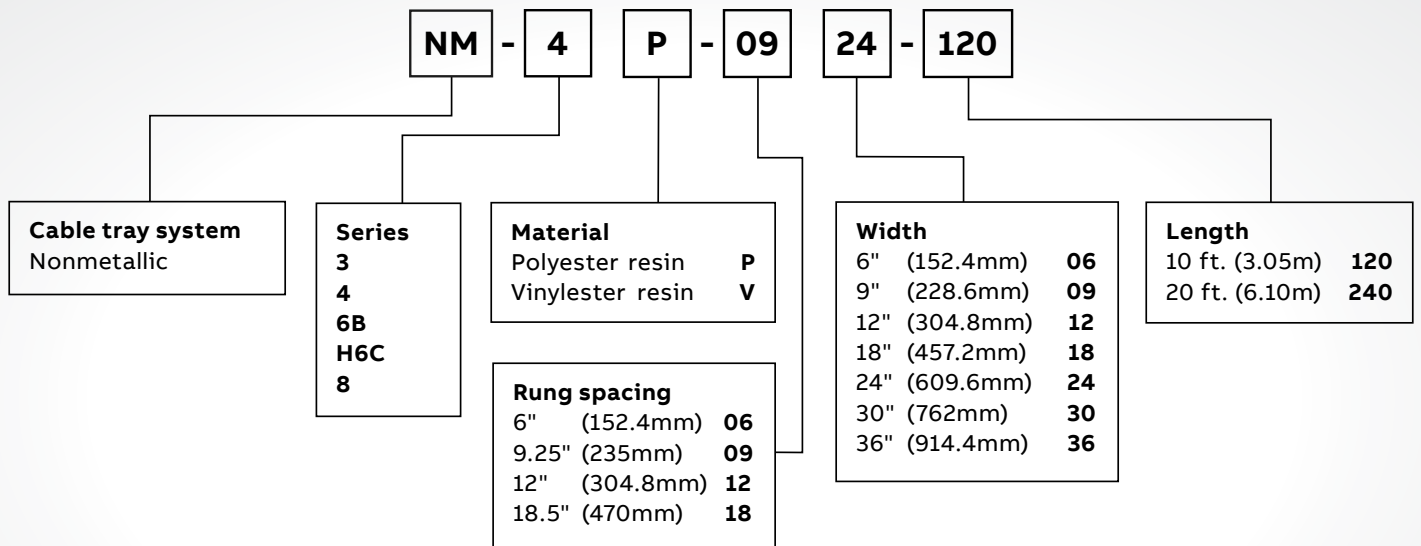 NM - 4 P - 09 24 - 120
Cable tray system
Nonmetallic
Series
3
4
6B
H6C
8
Material
Polyester resin P
Vinylester resin V
Rung spacing
6" (152.4mm) 06
9.25" (235mm) 09
12" (304.8mm) 12
18.5" (470mm) 18
Width
6" (152.4mm) 06
9" (228.6mm) 09
12" (304.8mm) 12
18" (457.2mm) 18
24" (609.6mm) 24
30" (762mm) 30
36" (914.4mm) 36
Length
10 ft. (3.05m) 120
20 ft. (6.10m) 240